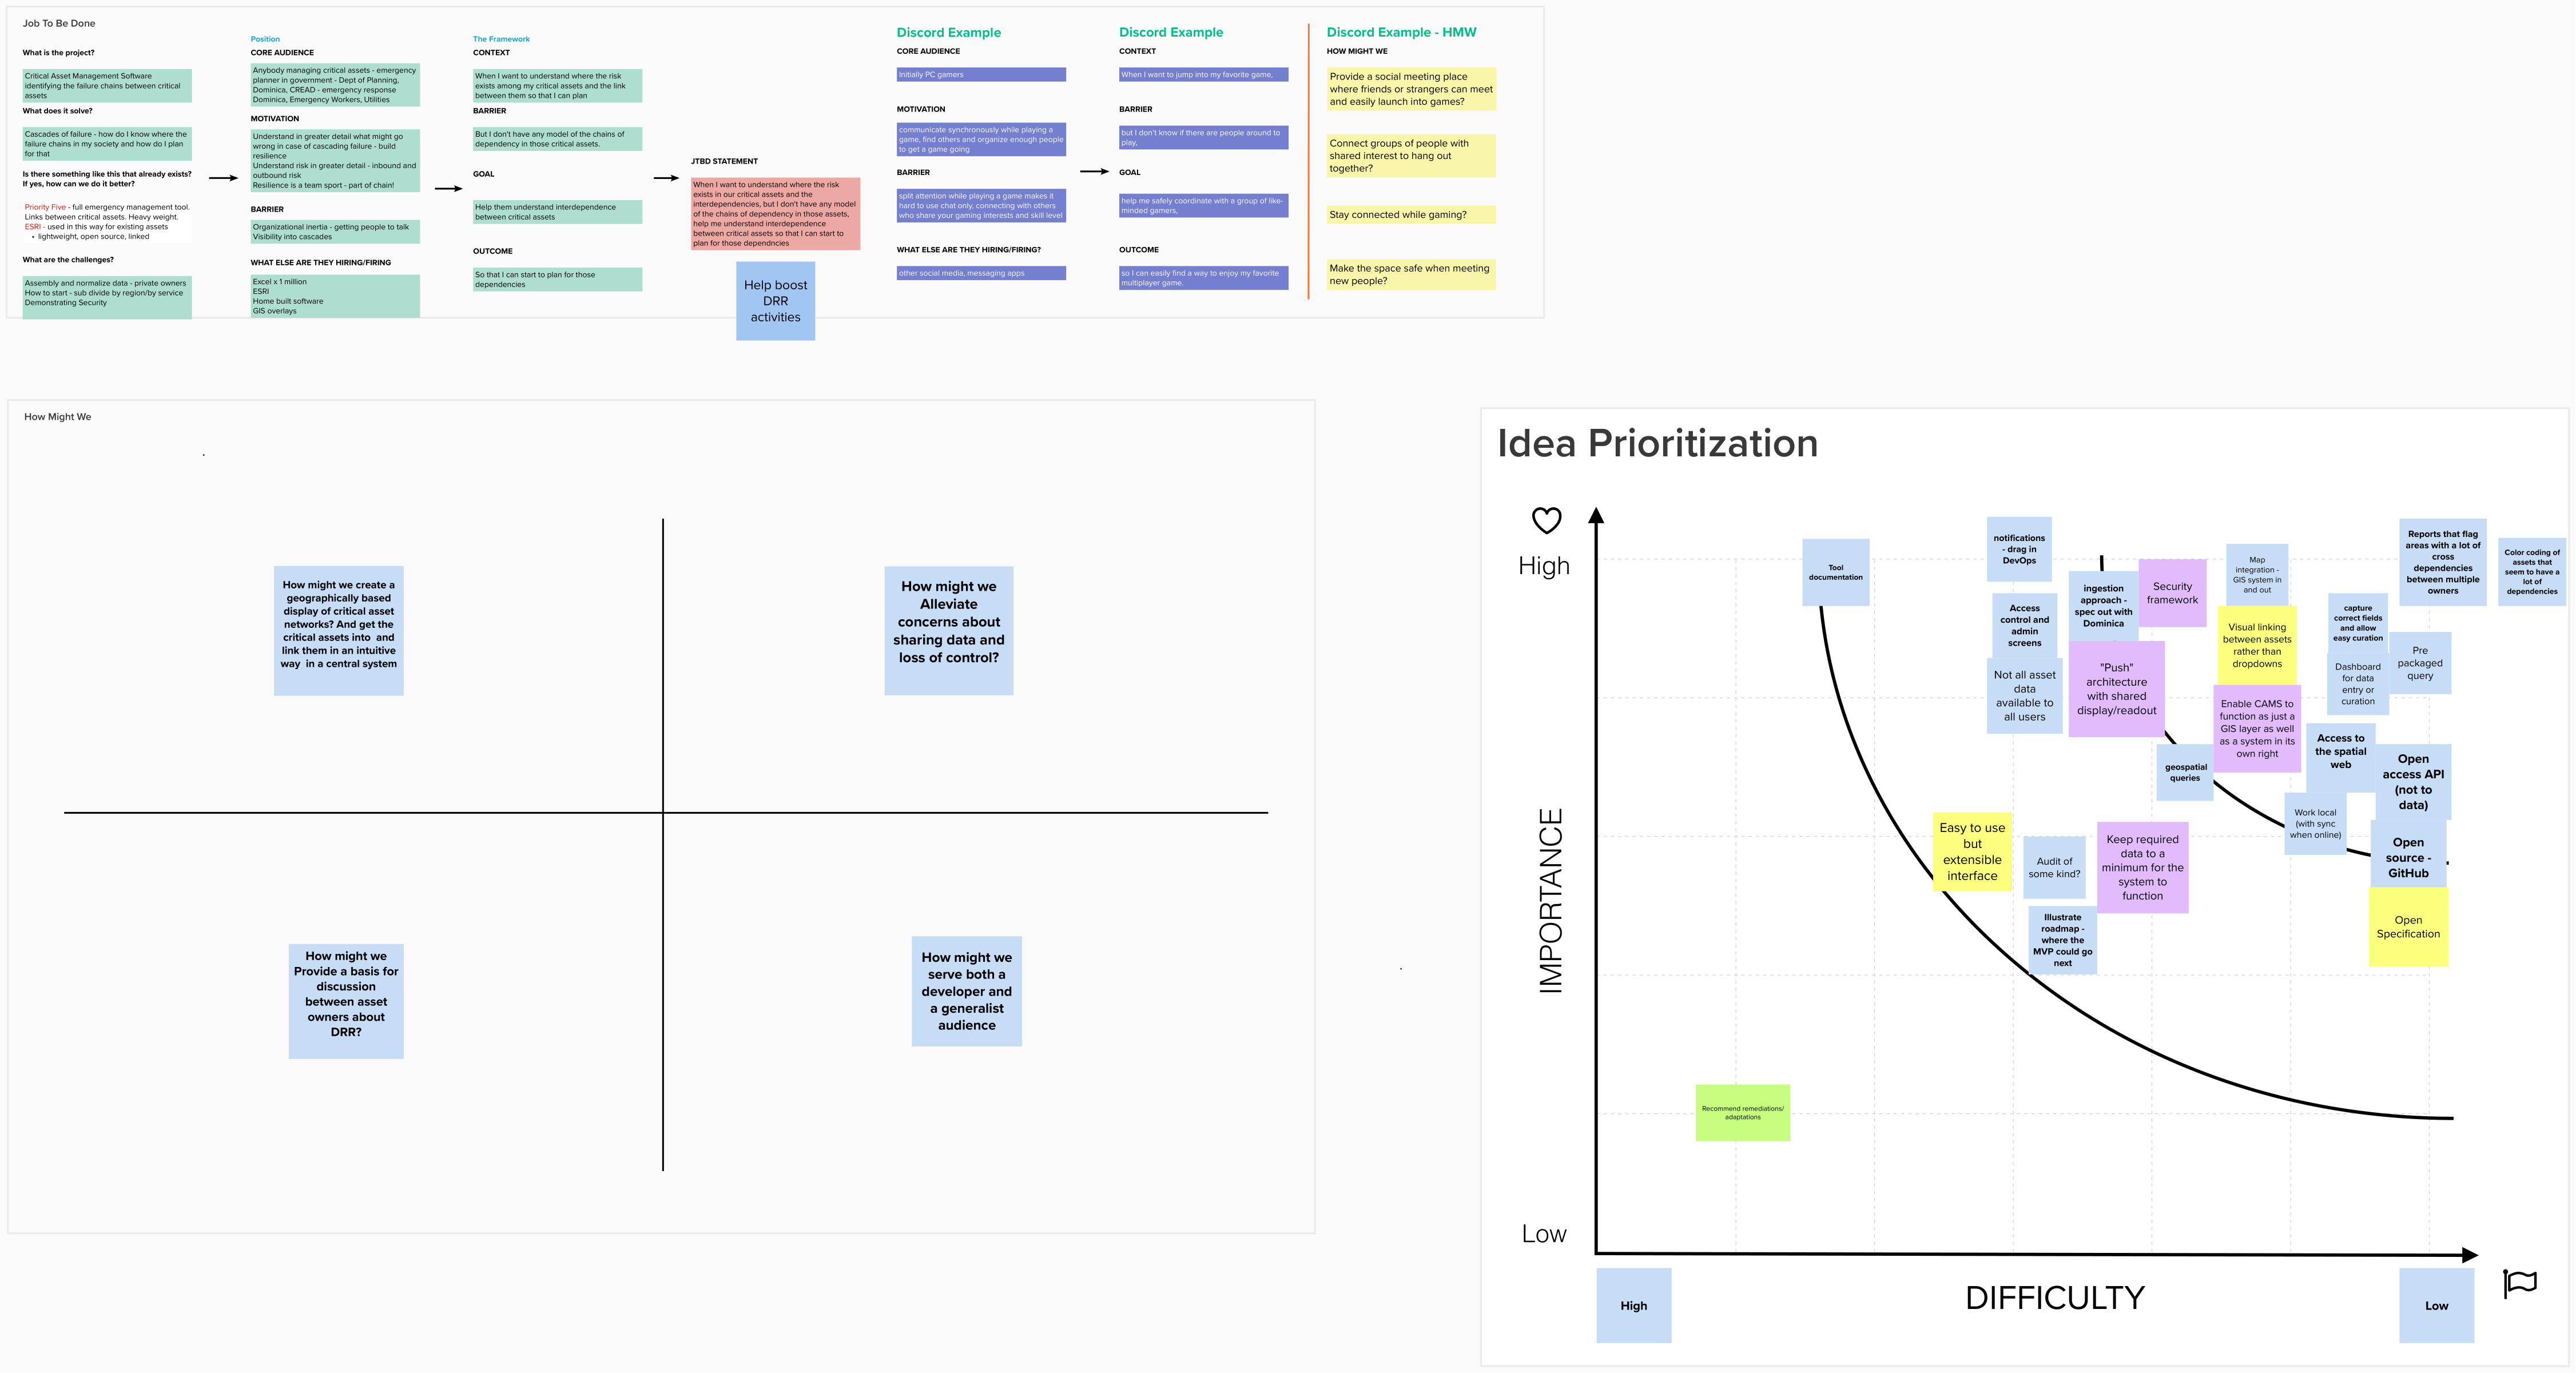 Job To Be Done
What is the project?
Critical Asset Management Software
identifying the failure chains between critical
assets
What does it solve?
Cascades of failure - how do I know where the
failure chains in my society and how do I plan
for that
Is there something like this that already exists?
If yes, how can we do it better?
Priority Five - full emergency management tool.
Links between critical assets. Heavy weight.
ESRI - used in this way for existing assets
• lightweight, open source, linked
What are the challenges?
Assembly and normalize data - private owners
How to start - sub divide by region/by service
Demonstrating Security
Position
CORE AUDIENCE
Anybody managing critical assets - emergency
planner in government - Dept of Planning,
Dominica, CREAD - emergency response
Dominica, Emergency Workers, Utilities
MOTIVATION
Understand in greater detail what might go
wrong in case of cascading failure - build
resilience
Understand risk in greater detail - inbound and
outbound risk
Resilience is a team sport - part of chain!
BARRIER
Organizational inertia - getting people to talk
Visibility into cascades
WHAT ELSE ARE THEY HIRING/FIRING
Excel x 1 million
ESRI
Home built software
GIS overlays
The Framework
CONTEXT
When I want to understand where the risk
exists among my critical assets and the link
between them so that I can plan
BARRIER
But I don't have any model of the chains of
dependency in those critical assets.
GOAL
Help them understand interdependence
between critical assets
OUTCOME
So that I can start to plan for those
dependencies
JTBD STATEMENT
When I want to understand where the risk
exists in our critical assets and the
interdependencies, but I don't have any model
of the chains of dependency in those assets,
help me understand interdependence
between critical assets so that I can start to
plan for those dependncies
Help boost
DRR
activities
Discord Example
CORE AUDIENCE
Initially PC gamers
MOTIVATION
communicate synchronously while playing a
game, find others and organize enough people
to get a game going
BARRIER
split attention while playing a game makes it
hard to use chat only, connecting with others
who share your gaming interests and skill level
WHAT ELSE ARE THEY HIRING/FIRING?
other social media, messaging apps
Discord Example
CONTEXT
When I want to jump into my favorite game,
BARRIER
but I don't know if there are people around to
play,
GOAL
help me safely coordinate with a group of like-
minded gamers,
OUTCOME
so I can easily find a way to enjoy my favorite
multiplayer game.
Discord Example - HMW
HOW MIGHT WE
Provide a social meeting place
where friends or strangers can meet
and easily launch into games?
Connect groups of people with
shared interest to hang out
together?
Stay connected while gaming?
Make the space safe when meeting
new people?
How Might We
How might we create a
geographically based
display of critical asset
networks? And get the
critical assets into and
link them in an intuitive
way in a central system
How might we
Alleviate
concerns about
sharing data and
loss of control?
How might we
Provide a basis for
discussion
between asset
owners about
DRR?
How might we
serve both a
developer and
a generalist
audience
Idea Prioritization
High
IMPORTANCE
Low
Tool
documentation
notifications
- drag in
DevOps
Access
control and
admin
screens
Not all asset
data
available to
all users
ingestion
approach -
spec out with
Dominica
Security
framework
"Push"
architecture
with shared
display/readout
Map
integration -
GIS system in
and out
Visual linking
between assets
rather than
dropdowns
Enable CAMS to
function as just a
GIS layer as well
as a system in its
own right
geospatial
queries
Reports that flag
areas with a lot of
cross
dependencies
between multiple
owners
Color coding of
assets that
seem to have a
lot of
dependencies
capture
correct fields
and allow
easy curation
Dashboard
for data
entry or
curation
Pre
packaged
query
Access to
the spatial
web
Open
access API
(not to
data)
Work local
(with sync
when online)
Open
source -
GitHub
Open
Specification
Easy to use
but
extensible
interface
Audit of
some kind?
Keep required
data to a
minimum for the
system to
function
Illustrate
roadmap -
where the
MVP could go
next
Recommend remediations/
adaptations
High
DIFFICULTY
Low